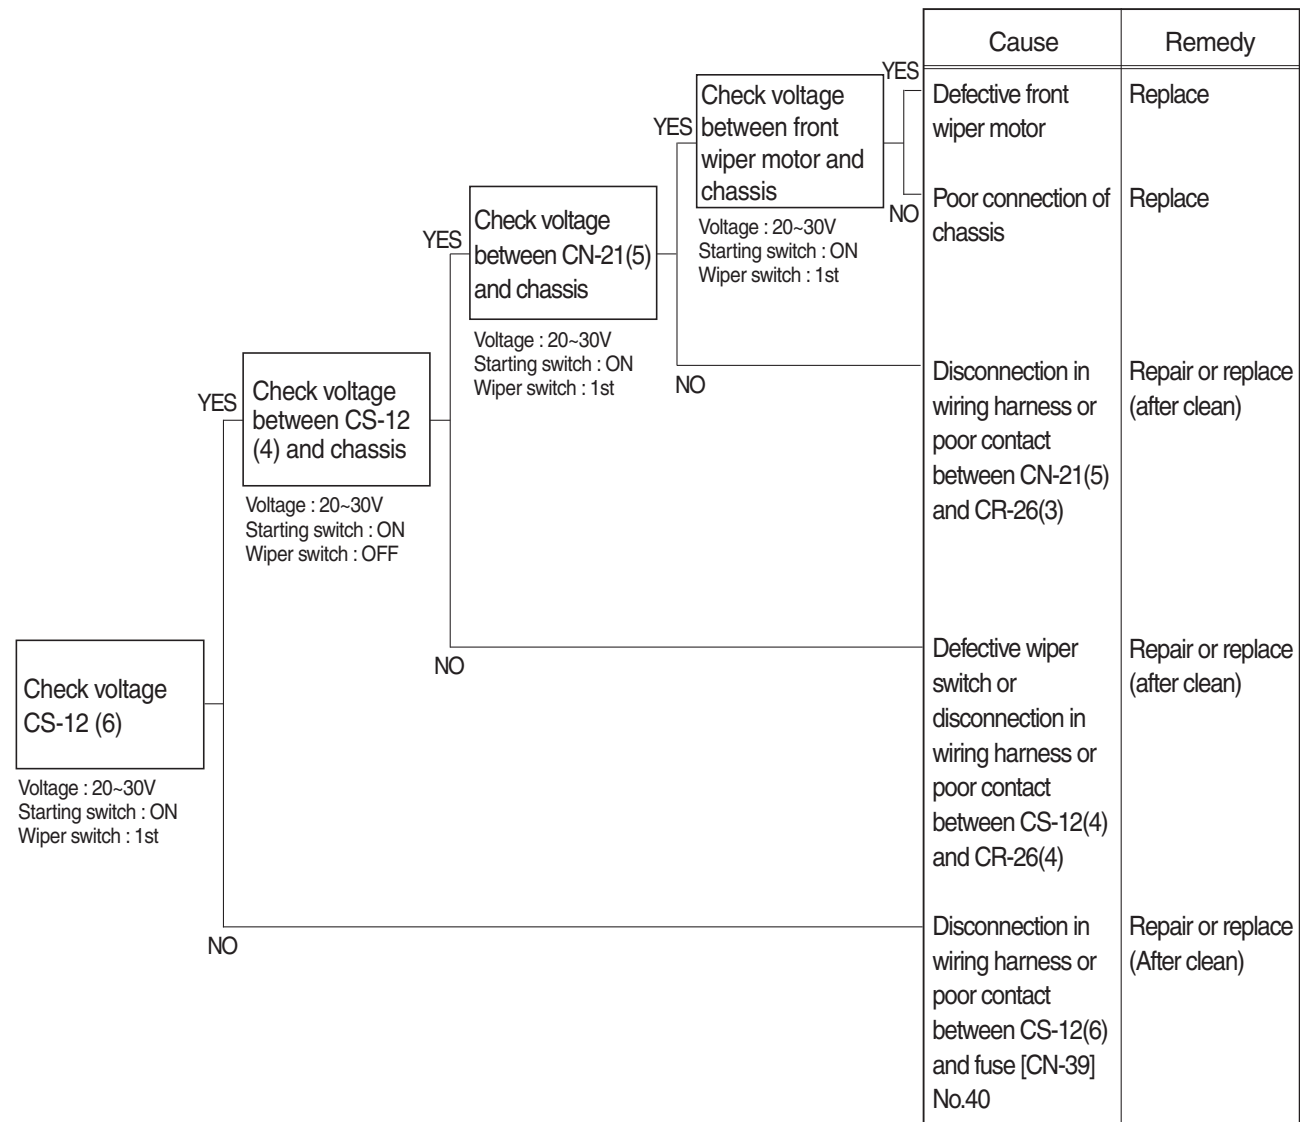 Cause
Remedy
YES
Check voltage
between front
wiper motor and
chassis
Defective front
wiper motor
Replace
YES
NO
Poor connection of
chassis
Replace
Voltage : 20~30V
Starting switch : ON
Wiper switch : 1st
YES
Check voltage
between CN-21(5)
and chassis
Voltage : 20~30V
Starting switch : ON
Wiper switch : 1st
NO
Disconnection in
wiring harness or
poor contact
between CN-21(5)
and CR-26(3)
Repair or replace
(after clean)
YES
Check voltage
between CS-12
(4) and chassis
Voltage : 20~30V
Starting switch : ON
Wiper switch : OFF
NO
Defective wiper
switch or
disconnection in
wiring harness or
poor contact
between CS-12(4)
and CR-26(4)
Repair or replace
(after clean)
Check voltage
CS-12 (6)
Voltage : 20~30V
Starting switch : ON
Wiper switch : 1st
NO
Disconnection in
wiring harness or
poor contact
between CS-12(6)
and fuse [CN-39]
No.40
Repair or replace
(After clean)